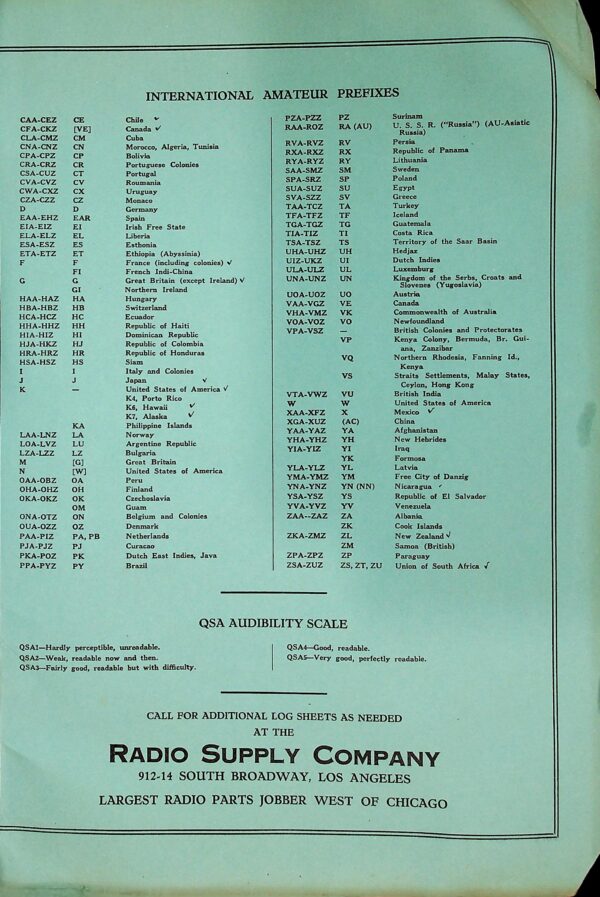 INTERNATIONAL AMATEUR PREFIXES
CAA-CEZ CE Chile ✓
CFA-CKZ [VE] Canada ✓
CLA-CMZ CM Cuba
CNA-CNZ CN Morocco, Algeria, Tunisia
CPA-CPZ CP Bolivia
CRA-CRZ CR Portuguese Colonies
CSA-CUZ CT Portugal
CVA-CVZ CV Roumania
CWA-CXZ CX Uruguay
CZA-CZZ CZ Monaco
D D Germany
EAA-EHZ EAR Spain
EIA-EIZ EI Irish Free State
ELA-ELZ EL Liberia
ESA-ESZ ES Esthonia
ETA-ETZ ET Ethiopia (Abyssinia)
F F France (including colonies) ✓
FI French Indi-China
G G Great Britain (except Ireland) ✓
GI Northern Ireland
HAA-HAZ HA Hungary
HBA-HBZ HB Switzerland
HCA-HCZ HC Ecuador
HHA-HHZ HH Republic of Haiti
HIA-HIZ HI Dominican Republic
HJA-HKZ HJ Republic of Colombia
HRA-HRZ HR Republic of Honduras
HSA-HSZ HS Siam
I I Italy and Colonies
J J Japan ✓
K — United States of America ✓
K4, Porto Rico
K6, Hawaii ✓
K7, Alaska ✓
KA Philippine Islands
LAA-LNZ LA Norway
LOA-LVZ LU Argentine Republic
LZA-LZZ LZ Bulgaria
M [G] Great Britain
N [W] United States of America
OAA-OBZ OA Peru
OHA-OHZ OH Finland
OKA-OKZ OK Czechoslavia
OM Guam
ONA-OTZ ON Belgium and Colonies
OUA-OZZ OZ Denmark
PAA-PIZ PA, PB Netherlands
PJA-PJZ PJ Curacao
PKA-POZ PK Dutch East Indies, Java
PPA-PYZ PY Brazil
PZA-PZZ PZ Surinam
RAA-ROZ RA (AU) U. S. S. R. ("Russia") (AU-Asiatic
Russia)
RVA-RVZ RV Persia
RXA-RXZ RX Republic of Panama
RYA-RYZ RY Lithuania
SAA-SMZ SM Sweden
SPA-SRZ SP Poland
SUA-SUZ SU Egypt
SVA-SZZ SV Greece
TAA-TCZ TA Turkey
TFA-TFZ TF Iceland
TGA-TGZ TG Guatemala
TIA-TIZ TI Costa Rica
TSA-TSZ TS Territory of the Saar Basin
UHA-UHZ UH Hedjaz
UIZ-UKZ UI Dutch Indies
ULA-ULZ UL Luxemburg
UNA-UNZ UN Kingdom of the Serbs, Croats and
Slovenes (Yugoslavia)
UOA-UOZ UO Austria
VAA-VGZ VE Canada
VHA-VMZ VK Commonwealth of Australia
VOA-VOZ VO Newfoundland
VPA-VSZ — British Colonies and Protectorates
VP Kenya Colony, Bermuda, Br. Gui-
ana, Zanzibar
VQ Northern Rhodesia, Fanning Id.,
Kenya
VS Straits Settlements, Malay States,
Ceylon, Hong Kong
VTA-VWZ VU British India
W W United States of America
XAA-XFZ X Mexico ✓
XGA-XUZ (AC) China
YAA-YAZ YA Afghanistan
YHA-YHZ YH New Hebrides
YIA-YIZ YI Iraq
YK Formosa
YLA-YLZ YL Latvia
YMA-YMZ YM Free City of Danzig
YNA-YNZ YN (NN) Nicaragua ✓
YSA-YSZ YS Republic of El Salvador
YVA-YVZ YV Venezuela
ZAA--ZAZ ZA Albania
ZK Cook Islands
ZKA-ZMZ ZL New Zealand ✓
ZM Samoa (British)
ZPA-ZPZ ZP Paraguay
ZSA-ZUZ ZS, ZT, ZU Union of South Africa ✓
QSA AUDIBILITY SCALE
QSA1—Hardly perceptible, unreadable.
QSA2—Weak, readable now and then.
QSA3—Fairly good, readable but with difficulty.
QSA4—Good, readable.
QSA5—Very good, perfectly readable.
CALL FOR ADDITIONAL LOG SHEETS AS NEEDED
AT THE
RADIO SUPPLY COMPANY
912-14 SOUTH BROADWAY, LOS ANGELES
LARGEST RADIO PARTS JOBBER WEST OF CHICAGO